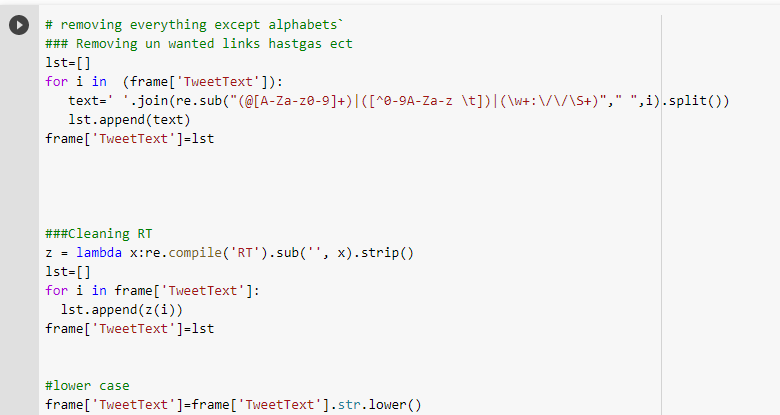 # removing everything except alphabets`
### Removing un wanted links hastgas ect
lst=[]
for i in  (frame['TweetText']):
   text=' '.join(re.sub("(@[A-Za-z0-9]+)|([^0-9A-Za-z \t])|(\w+:\/\/\S+)"," ",i).split())
   lst.append(text)
frame['TweetText']=lst
###Cleaning RT
z = lambda x:re.compile('RT').sub('', x).strip()
lst=[]
for i in frame['TweetText']:
  lst.append(z(i))
frame['TweetText']=lst
#lower case
frame['TweetText']=frame['TweetText'].str.lower()